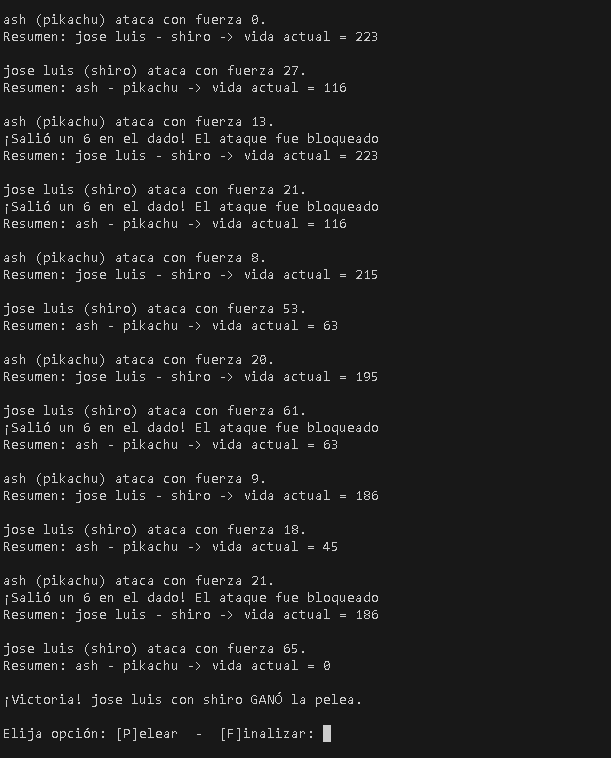 ash (pikachu) ataca con fuerza 0.
Resumen: jose luis - shiro -> vida actual = 223
jose luis (shiro) ataca con fuerza 27.
Resumen: ash - pikachu -> vida actual = 116
ash (pikachu) ataca con fuerza 13.
¡Salió un 6 en el dado! El ataque fue bloqueado
Resumen: jose luis - shiro -> vida actual = 223
jose luis (shiro) ataca con fuerza 21.
¡Salió un 6 en el dado! El ataque fue bloqueado
Resumen: ash - pikachu -> vida actual = 116
ash (pikachu) ataca con fuerza 8.
Resumen: jose luis - shiro -> vida actual = 215
jose luis (shiro) ataca con fuerza 53.
Resumen: ash - pikachu -> vida actual = 63
ash (pikachu) ataca con fuerza 20.
Resumen: jose luis - shiro -> vida actual = 195
jose luis (shiro) ataca con fuerza 61.
¡Salió un 6 en el dado! El ataque fue bloqueado
Resumen: ash - pikachu -> vida actual = 63
ash (pikachu) ataca con fuerza 9.
Resumen: jose luis - shiro -> vida actual = 186
jose luis (shiro) ataca con fuerza 18.
Resumen: ash - pikachu -> vida actual = 45
ash (pikachu) ataca con fuerza 21.
¡Salió un 6 en el dado! El ataque fue bloqueado
Resumen: jose luis - shiro -> vida actual = 186
jose luis (shiro) ataca con fuerza 65.
Resumen: ash - pikachu -> vida actual = 0
¡Victoria! jose luis con shiro GANÓ la pelea.
Elija opción: [P]elear  -  [F]inalizar: